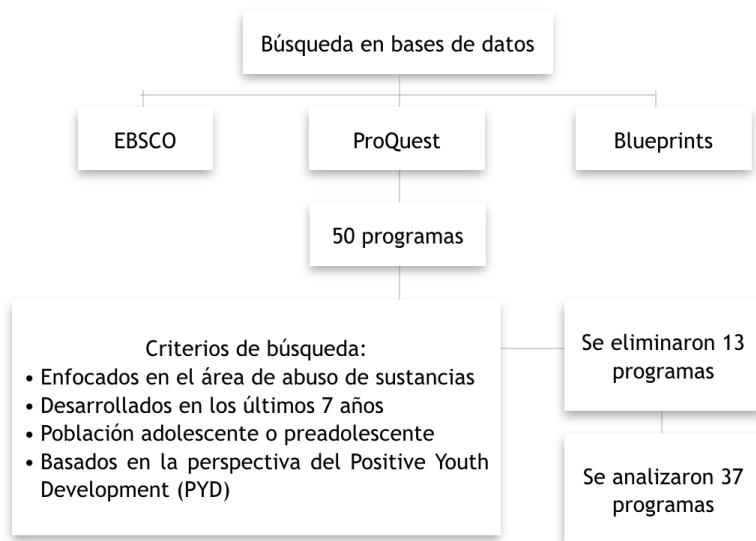 Búsqueda en bases de datos
EBSCO
ProQuest
Blueprints
50 programas
Criterios de búsqueda:
• Enfocados en el área de abuso de sustancias
• Desarrollados en los últimos 7 años
• Población adolescente o preadolescente
• Basados en la perspectiva del Positive Youth
Development (PYD)
Se eliminaron 13
programas
Se analizaron 37
programas